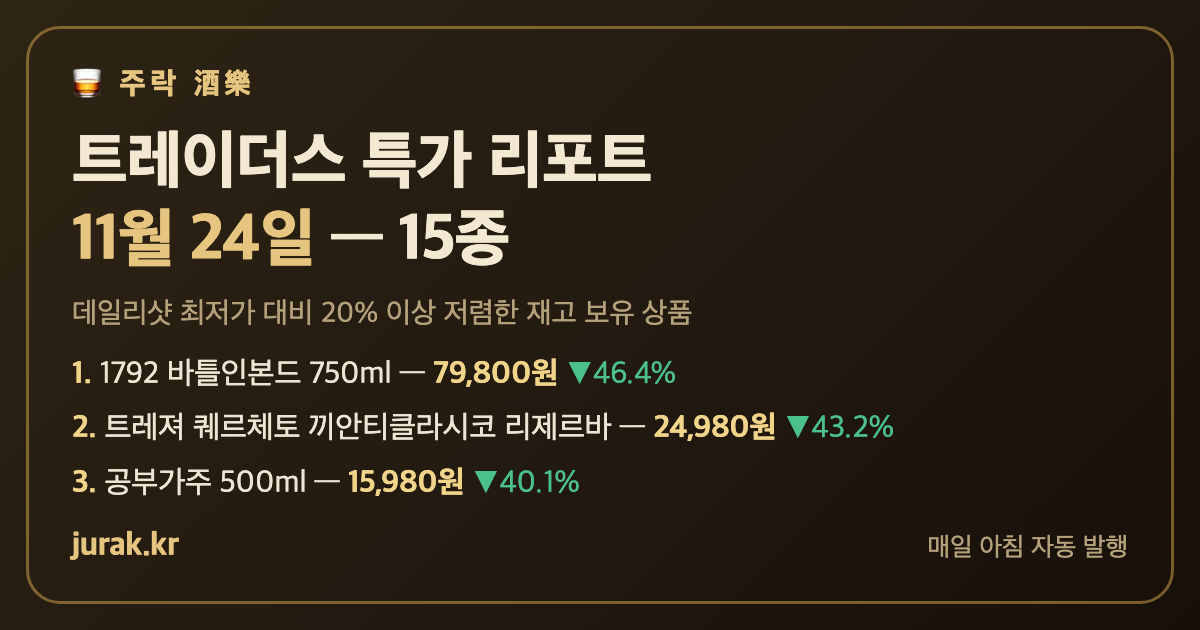 주락 酒樂
트레이더스 특가 리포트
11월 24일 — 15종
데일리샷 최저가 대비 20% 이상 저렴한 재고 보유 상품
1. 1792 바틀인본드 750ml — 79,800원 ▼46.4%
2. 트레져 퀘르체토 끼안티클라시코 리제르바 — 24,980원 ▼43.2%
3. 공부가주 500ml — 15,980원 ▼40.1%
jurak.kr
매일 아침 자동 발행